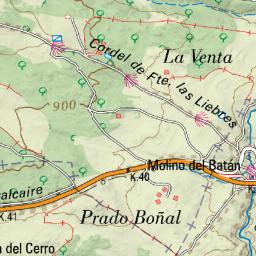 La Venta
Cordel de Fte. las Liebres
900
Molino del Batán
K.40
alcaire
K.41
Prado Boñal
a del Cerro